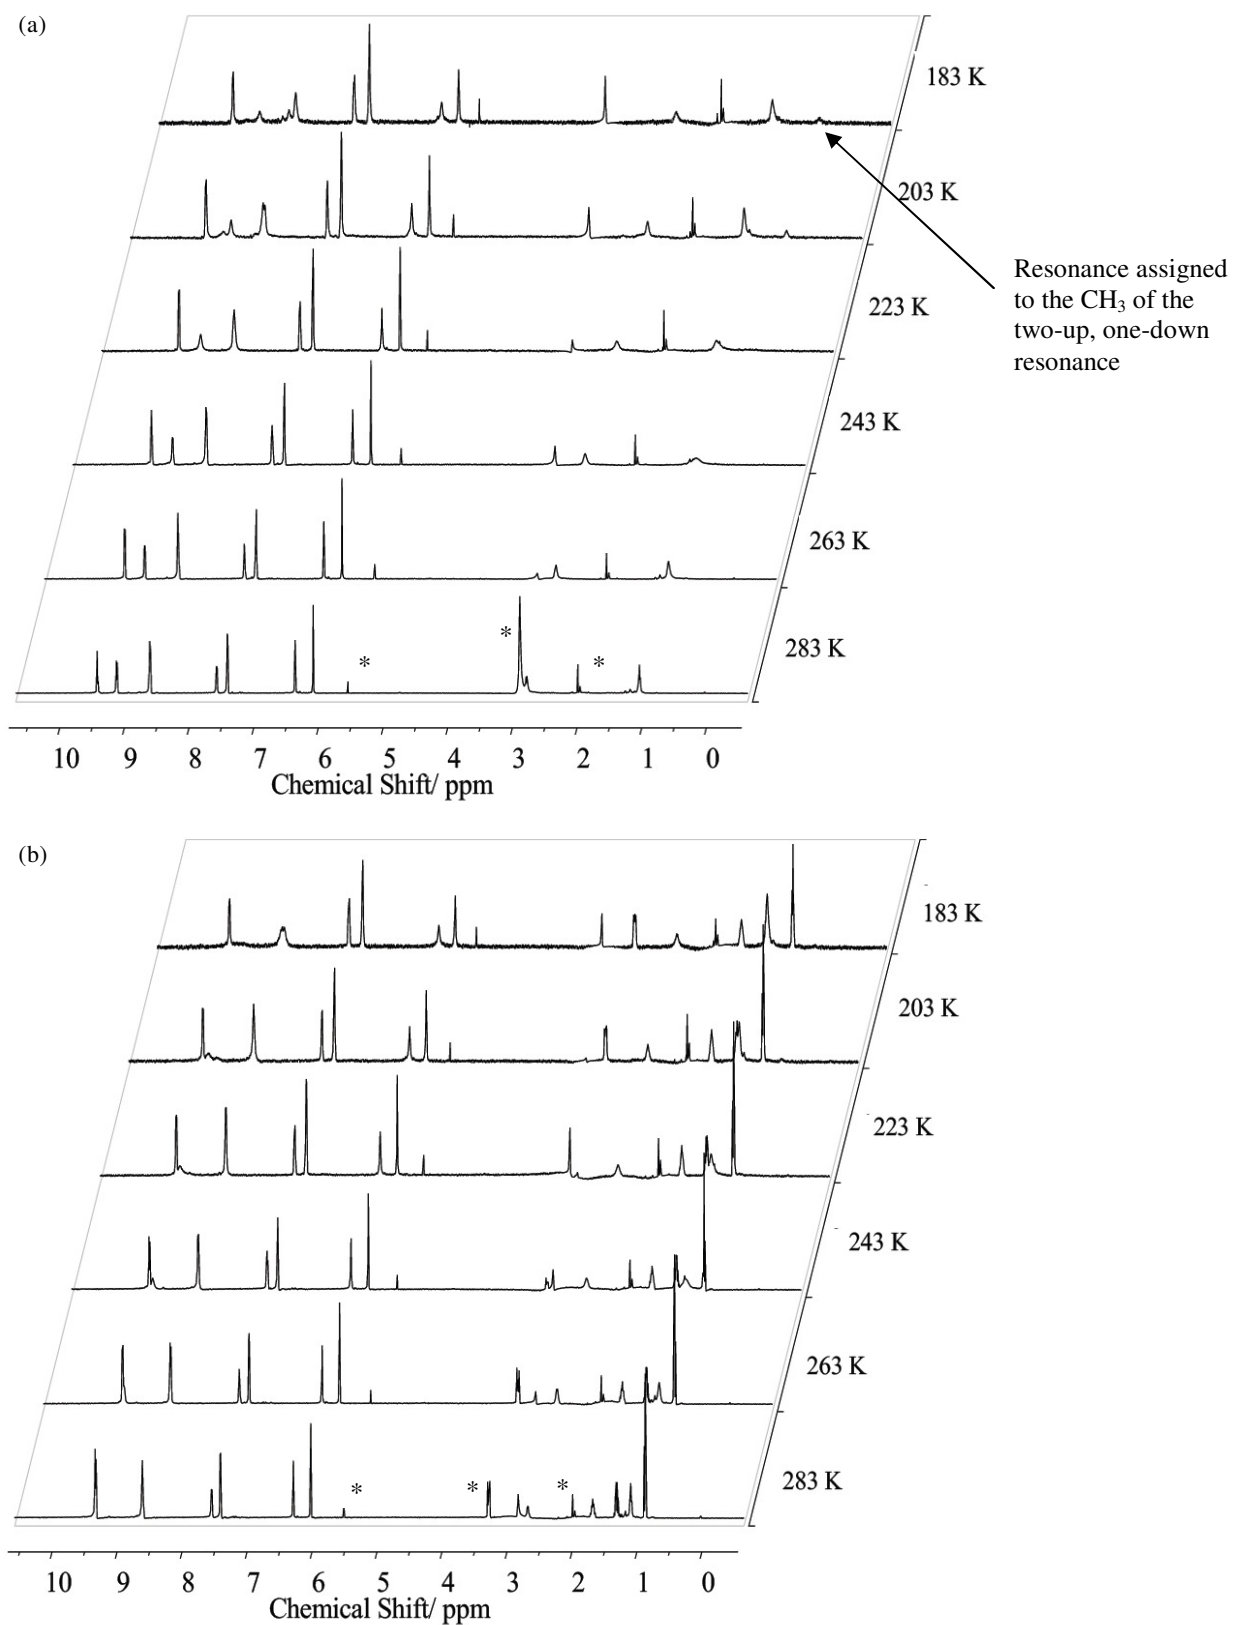 (a)
183 K
203 K
Resonance assigned
to the CH₃ of the
two-up, one-down
resonance
223 K
243 K
263 K
283 K
* * *
10 9 8 7 6 5 4 3 2 1 0
Chemical Shift/ ppm
(b)
183 K
203 K
223 K
243 K
263 K
283 K
* * *
10 9 8 7 6 5 4 3 2 1 0
Chemical Shift/ ppm